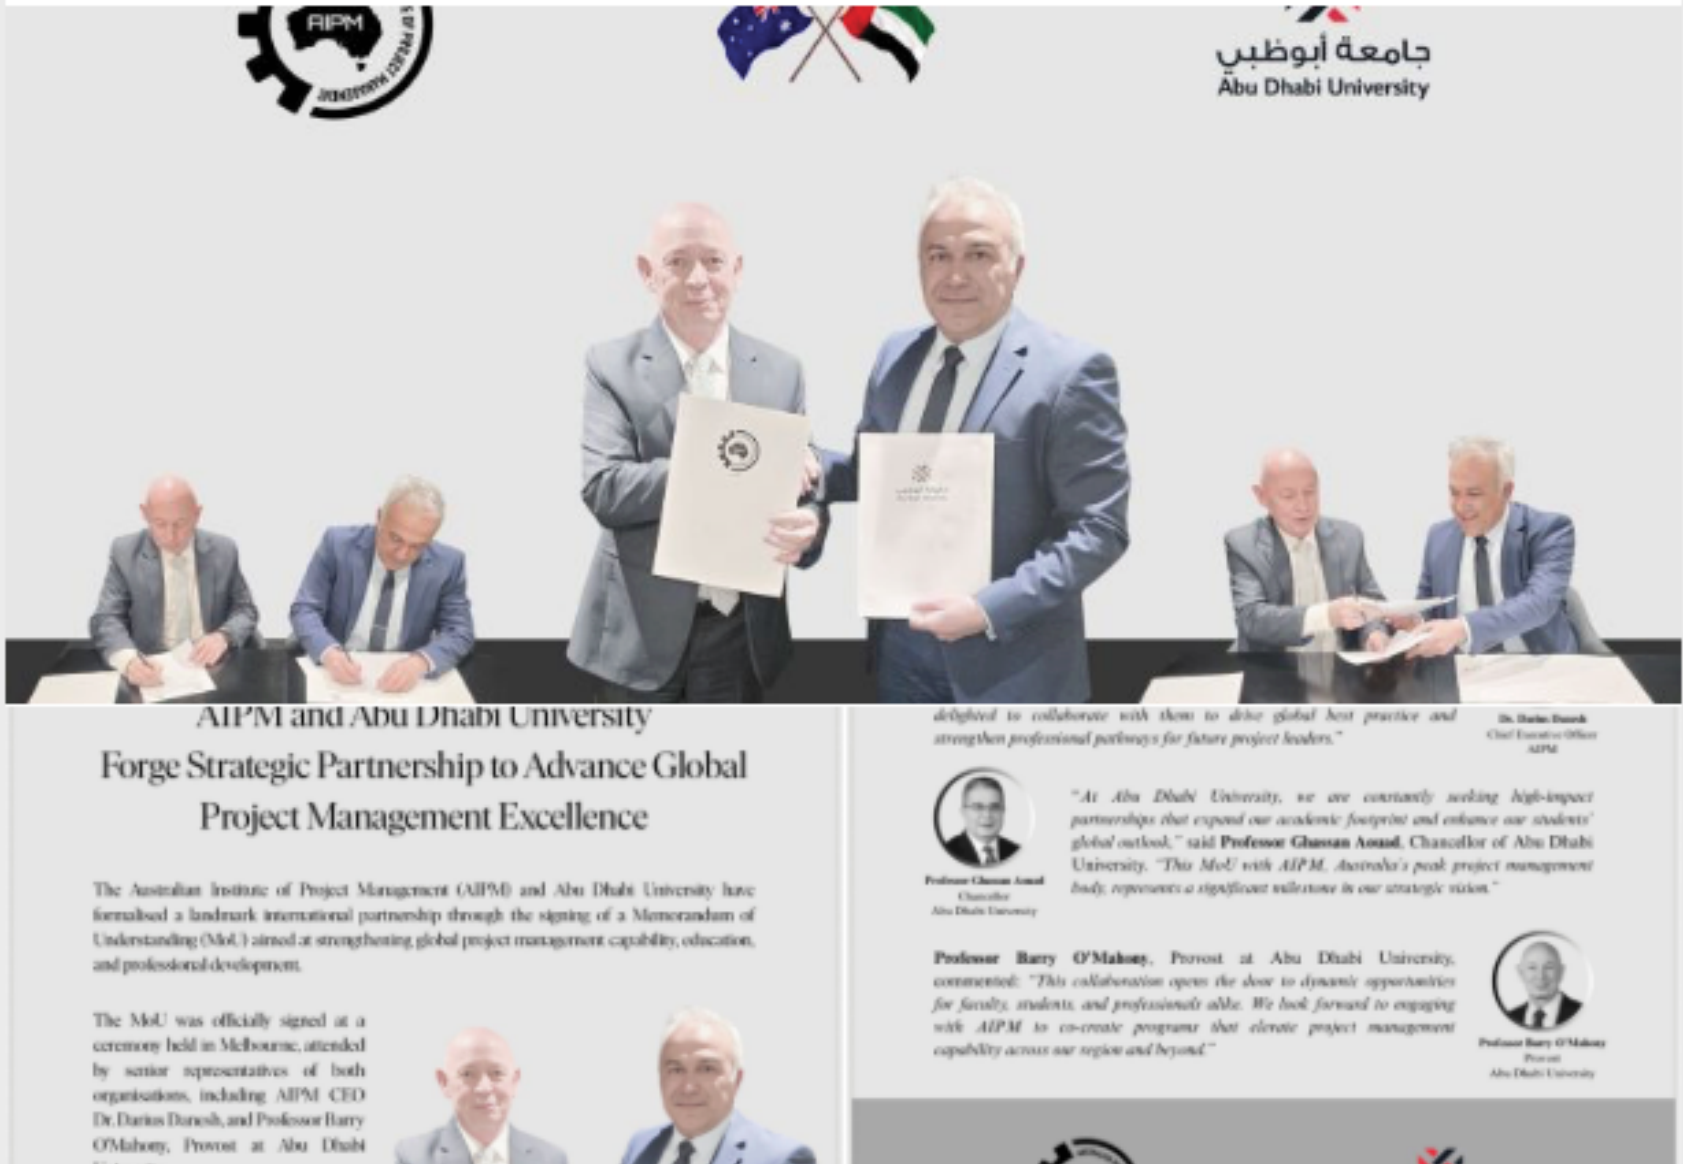 AIPM
OF PROJECT MANAGEMENT
جامعة أبوظبي
Abu Dhabi University
AIPM and Abu Dhabi University
Forge Strategic Partnership to Advance Global
Project Management Excellence
The Australian Institute of Project Management (AIPM) and Abu Dhabi University have
formalised a landmark international partnership through the signing of a Memorandum of
Understanding (MoU) aimed at strengthening global project management capability, education,
and professional development.
The MoU was officially signed at a
ceremony held in Melbourne, attended
by senior representatives of both
organisations, including AIPM CEO
Dr. Darius Danesh, and Professor Barry
O'Mahony, Provost at Abu Dhabi
delighted to collaborate with them to drive global best practice and
strengthen professional pathways for future project leaders."
Dr. Darius Danesh
Chief Executive Officer
AIPM
"At Abu Dhabi University, we are constantly seeking high-impact
partnerships that expand our academic footprint and enhance our students'
global outlook," said Professor Ghassan Aouad, Chancellor of Abu Dhabi
University. "This MoU with AIPM, Australia's peak project management
body, represents a significant milestone in our strategic vision."
Professor Ghassan Aouad
Chancellor
Abu Dhabi University
Professor Barry O'Mahony, Provost at Abu Dhabi University,
commented: "This collaboration opens the door to dynamic opportunities
for faculty, students, and professionals alike. We look forward to engaging
with AIPM to co-create programs that elevate project management
capability across our region and beyond."
Professor Barry O'Mahony
Provost
Abu Dhabi University